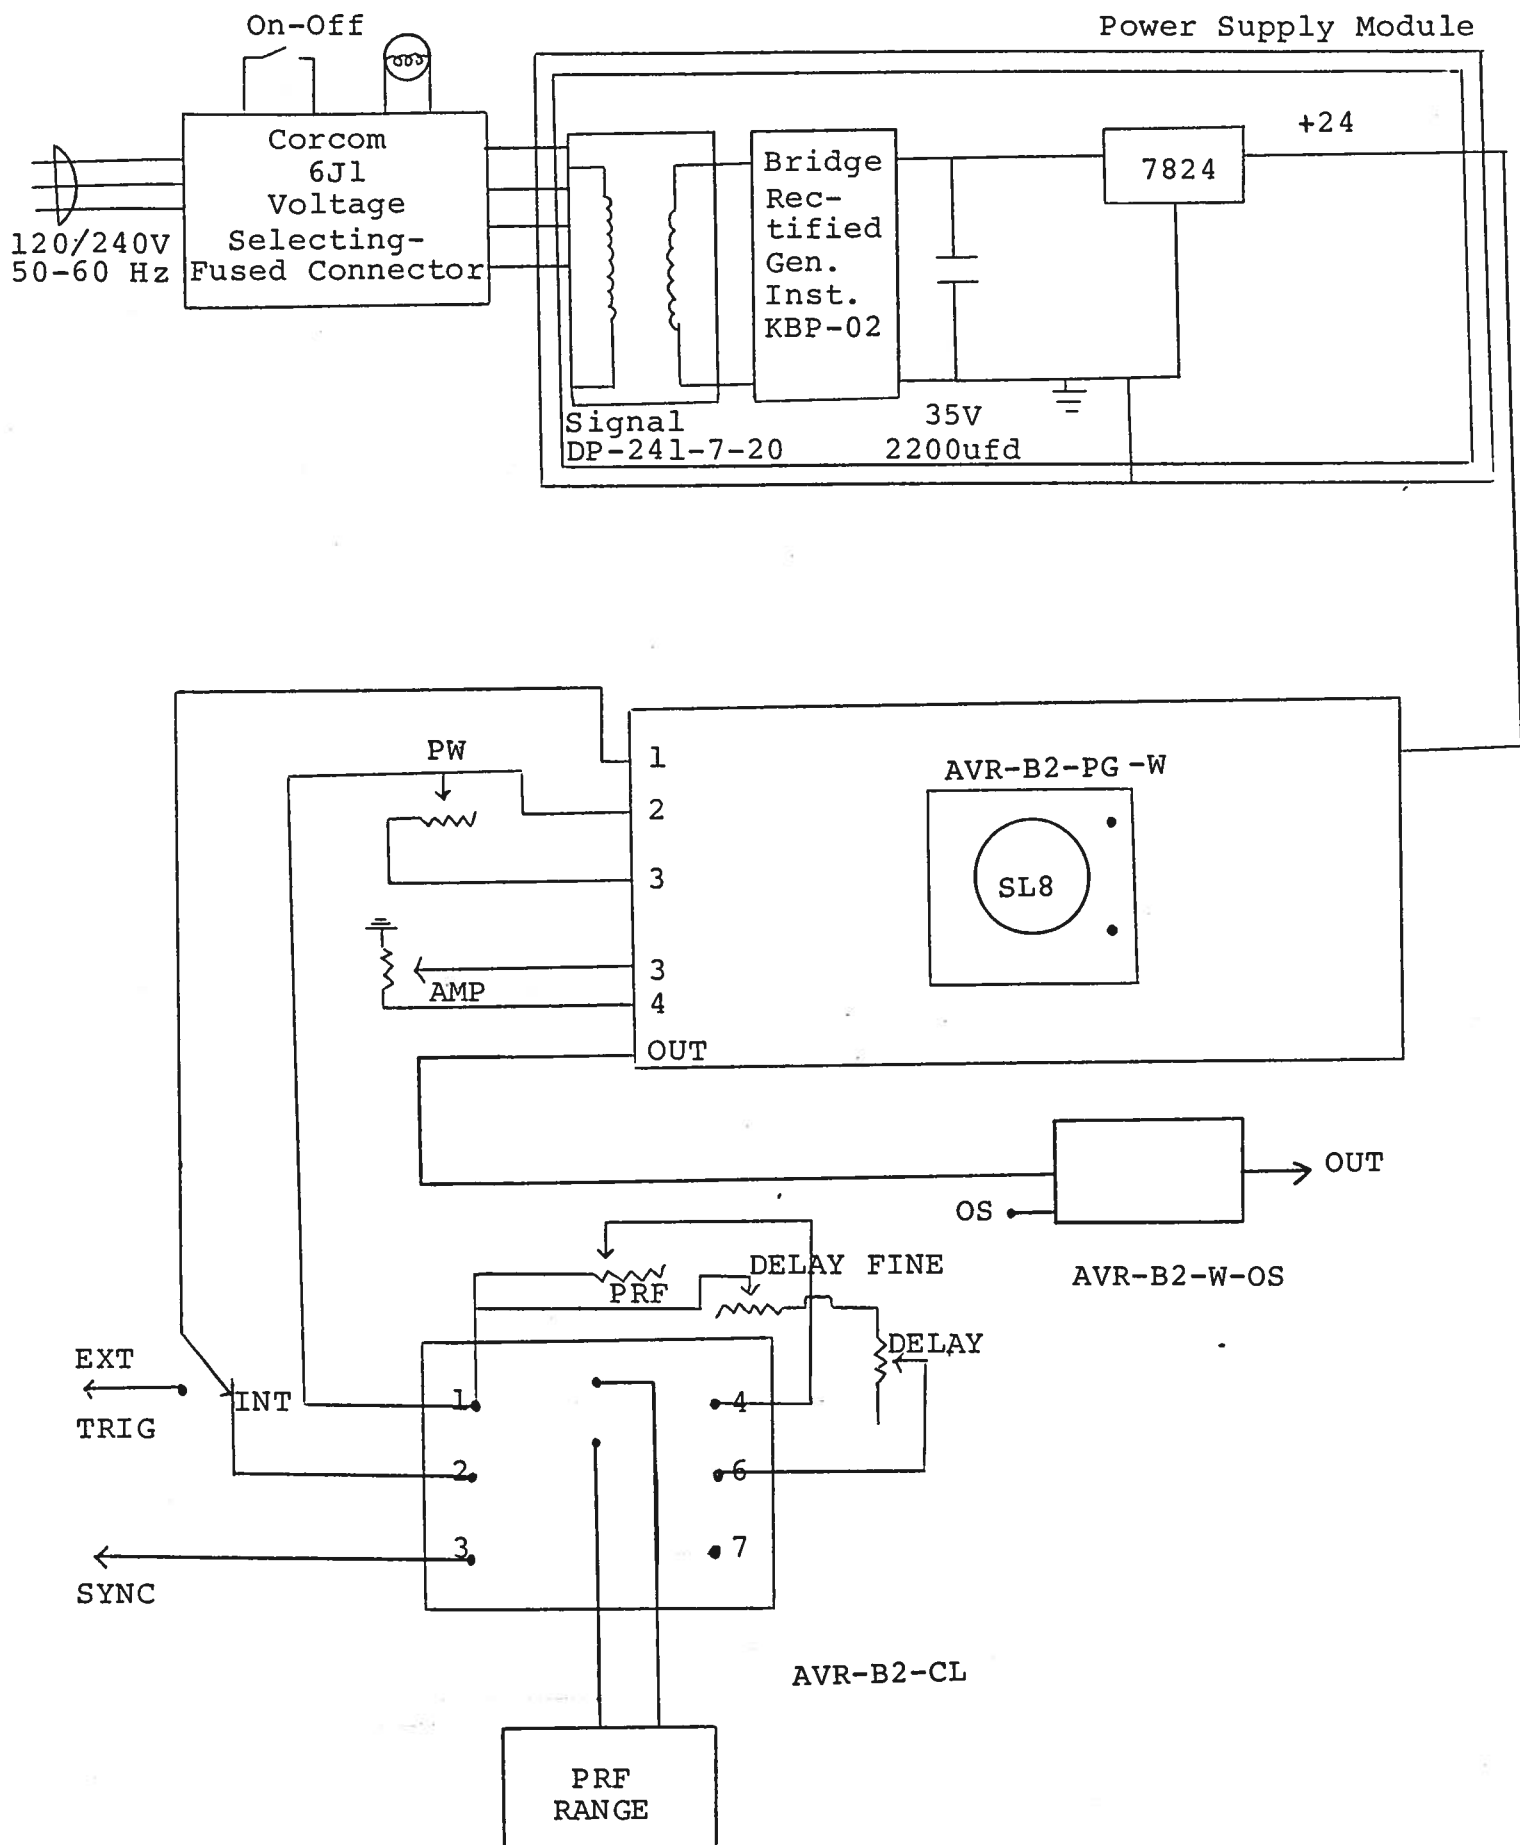 On-Off
Power Supply Module
Corcom
6J1
Voltage
Selecting-
Fused Connector
120/240V
50-60 Hz
Signal
DP-241-7-20
Bridge
Rec-
tified
Gen.
Inst.
KBP-02
35V
2200ufd
7824
+24
PW
1
2
3
3
4
AMP
OUT
AVR-B2-PG-W
SL8
OUT
OS
AVR-B2-W-OS
PRF
DELAY FINE
DELAY
EXT
TRIG
INT
1
2
3
4
6
7
SYNC
AVR-B2-CL
PRF
RANGE